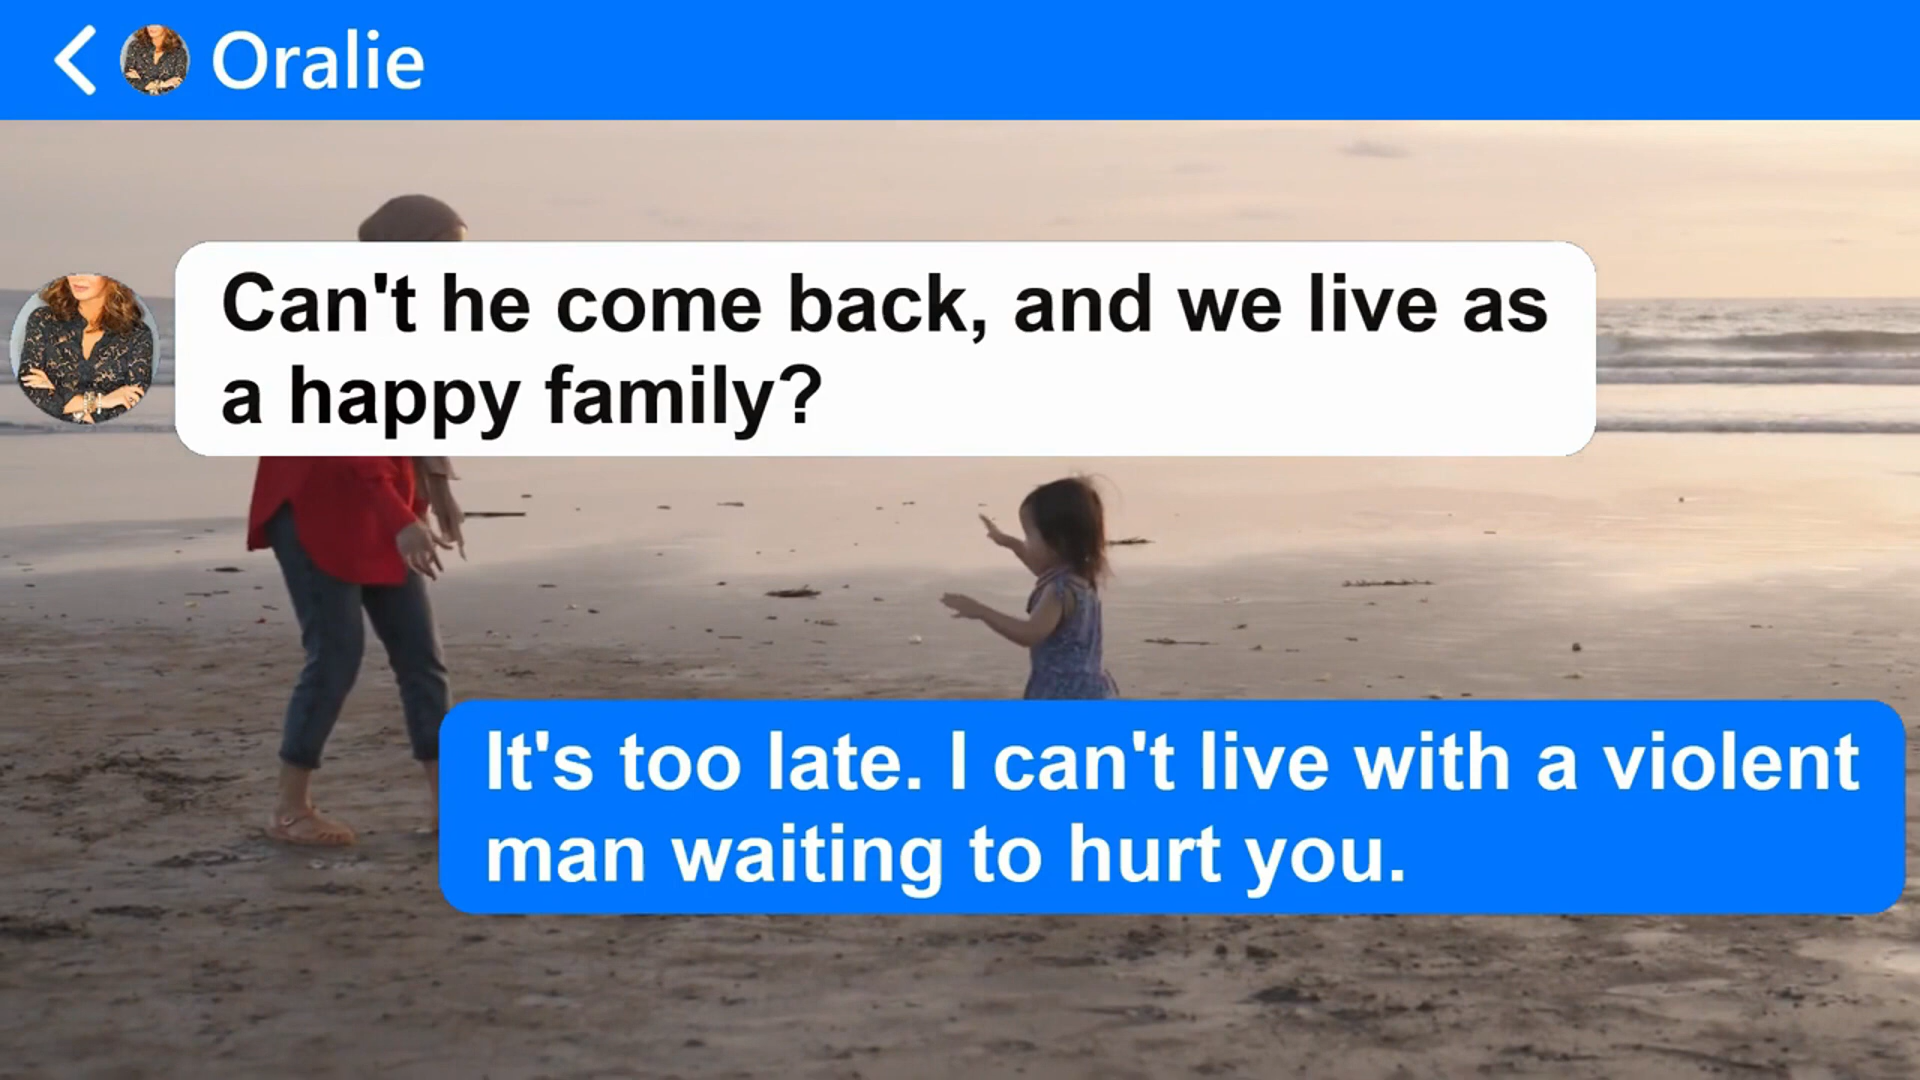 Oralie
Can't he come back, and we live as
a happy family?
It's too late. I can't live with a violent
man waiting to hurt you.